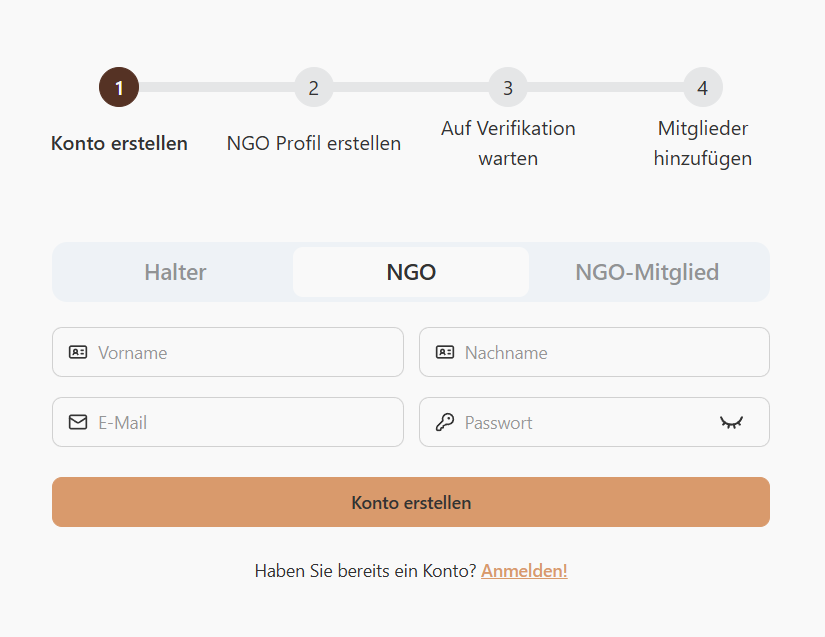 1
2
3
4
Konto erstellen
NGO Profil erstellen
Auf Verifikation
warten
Mitglieder
hinzufügen
Halter
NGO
NGO-Mitglied
Vorname
Nachname
E-Mail
Passwort
Konto erstellen
Haben Sie bereits ein Konto? Anmelden!